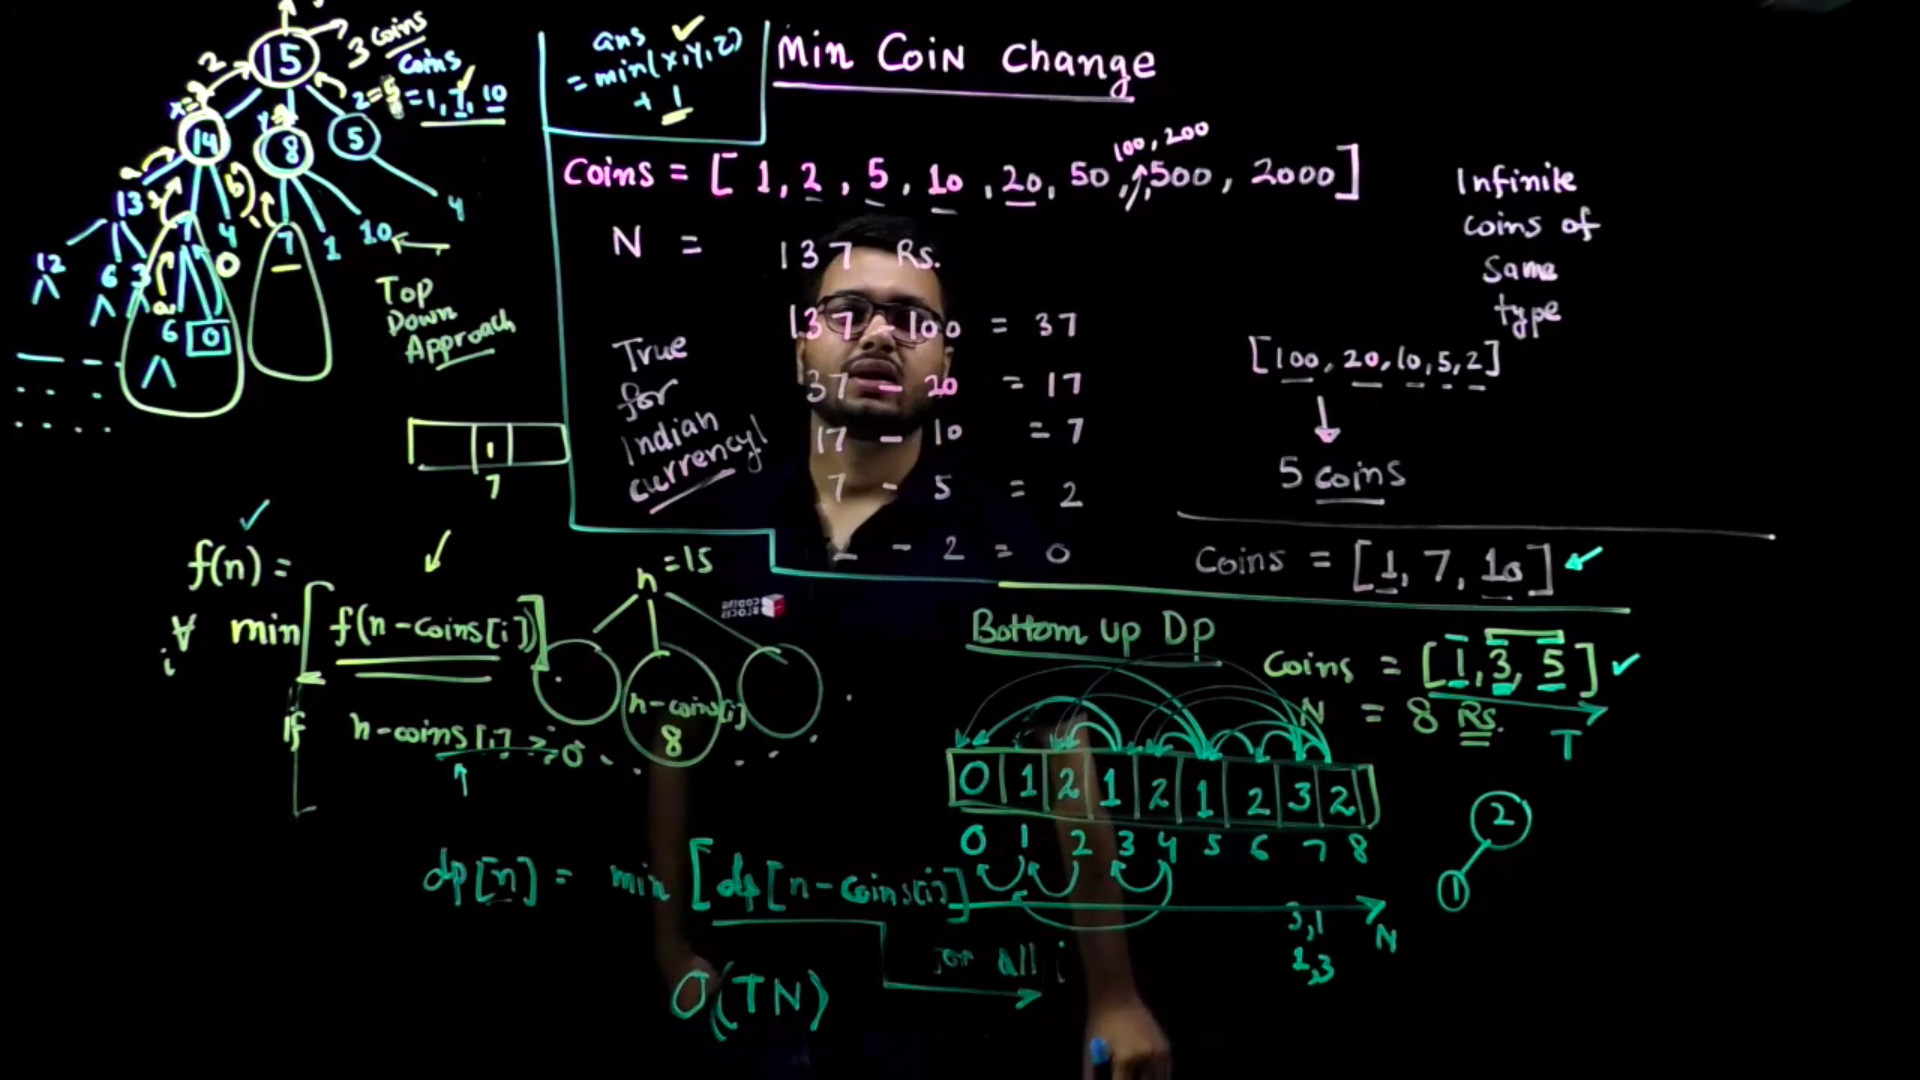 Min Coin Change
ans
= min(x,y,z)
+ 1
15
3 coins
coins
= 1, 7, 10
2
14
8
5
13
7
4
7
1
10
4
12
6
3
0
6
0
Top
Down
Approach
1
7
100, 200
Coins = [ 1, 2, 5, 10, 20, 50, , 500, 2000]
N = 137 Rs.
137 - 100 = 37
37 - 20 = 17
17 - 10 = 7
7 - 5 = 2
- 2 = 0
True
for
Indian
currency!
Infinite
coins of
same
type
[100, 20, 10, 5, 2]
5 coins
Coins = [1, 7, 10]
f(n) =
∀ min[ f(n-coins[i])]
i
if n-coins[i] >= 0
n = 15
n-coins[i]
8
CODING
BLOCKS
Bottom up Dp
Coins = [1, 3, 5]
N = 8 Rs.
T
0 1 2 1 2 1 2 3 2
0 1 2 3 4 5 6 7 8
N
2
1
dp[n] = min [dp[n-coins[i]]
for all i
O(TN)